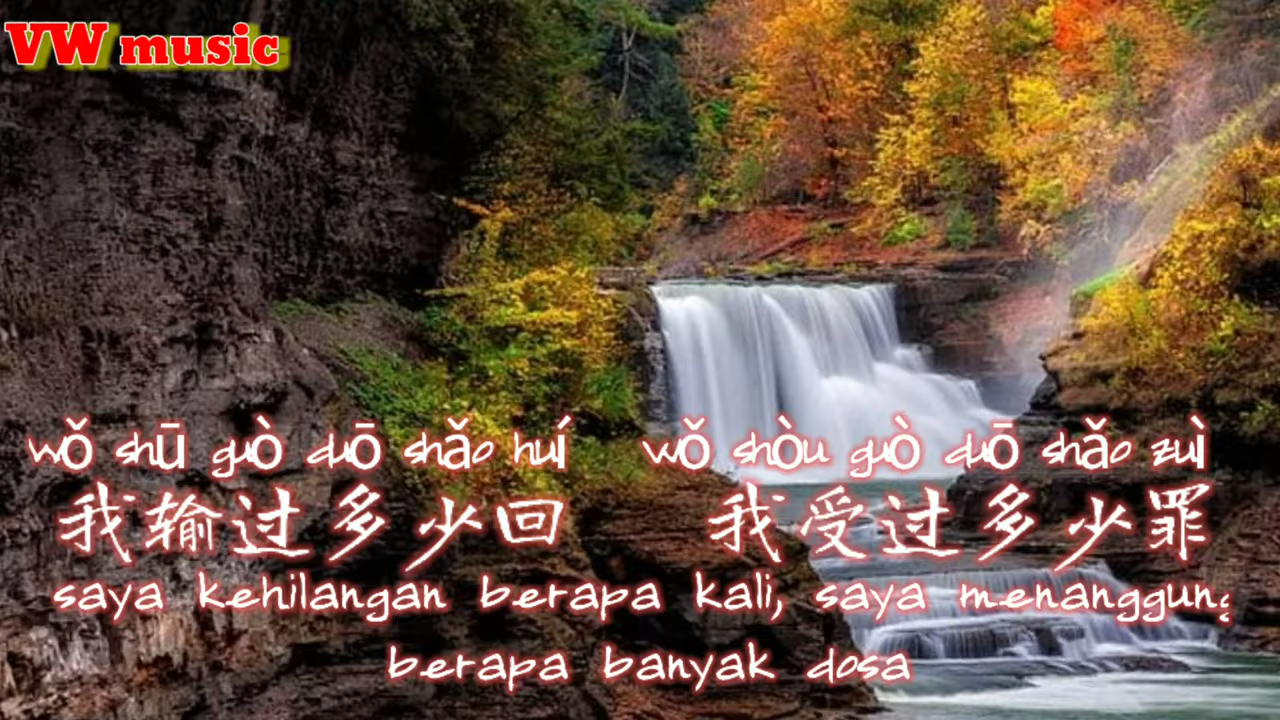 VW music
wǒ shū guò duō shǎo huí wǒ shòu guò duō shǎo zuì
我输过多少回 我受过多少罪
saya kehilangan berapa kali, saya menanggung
berapa banyak dosa